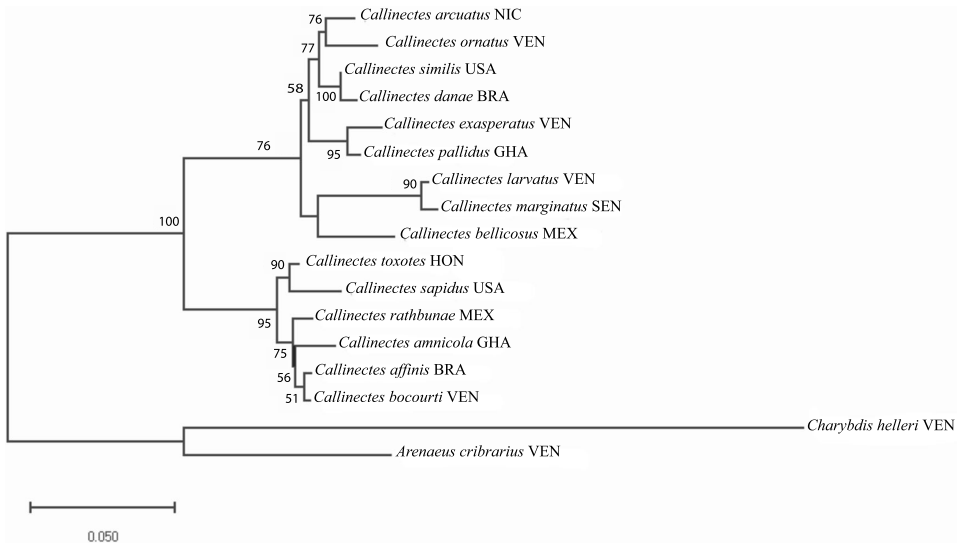 76
Callinectes arcuatus NIC
Callinectes ornatus VEN
77
Callinectes similis USA
58
100
Callinectes danae BRA
Callinectes exasperatus VEN
76
95
Callinectes pallidus GHA
90
Callinectes larvatus VEN
Callinectes marginatus SEN
100
Callinectes bellicosus MEX
90
Callinectes toxotes HON
Callinectes sapidus USA
95
Callinectes rathbunae MEX
75
Callinectes amnicola GHA
56
Callinectes affinis BRA
51
Callinectes bocourti VEN
Charybdis helleri VEN
Arenaeus cribrarius VEN
0.050